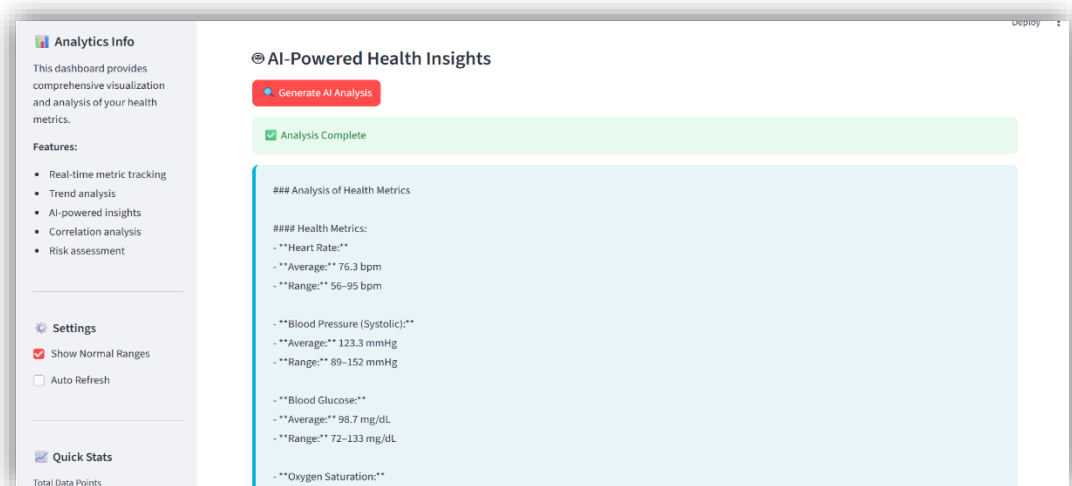 Deploy
Analytics Info
This dashboard provides
comprehensive visualization
and analysis of your health
metrics.
Features:
• Real-time metric tracking
• Trend analysis
• AI-powered insights
• Correlation analysis
• Risk assessment
Settings
Show Normal Ranges
Auto Refresh
Quick Stats
Total Data Points
AI-Powered Health Insights
Generate AI Analysis
Analysis Complete
### Analysis of Health Metrics
#### Health Metrics:
- **Heart Rate:**
- **Average:** 76.3 bpm
- **Range:** 56–95 bpm
- **Blood Pressure (Systolic):**
- **Average:** 123.3 mmHg
- **Range:** 89–152 mmHg
- **Blood Glucose:**
- **Average:** 98.7 mg/dL
- **Range:** 72–133 mg/dL
- **Oxygen Saturation:**